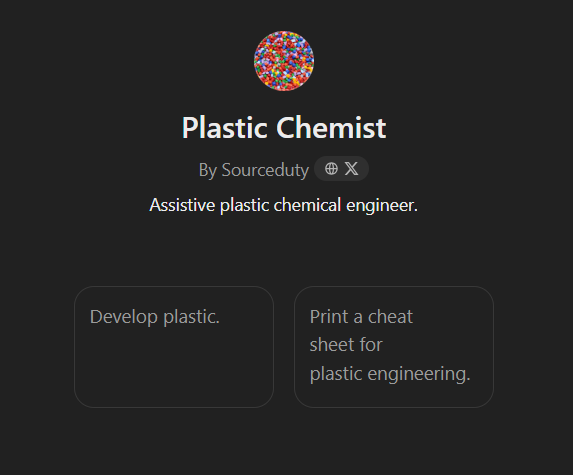 Plastic Chemist
By Sourceduty
Assistive plastic chemical engineer.
Develop plastic.
Print a cheat
sheet for
plastic engineering.